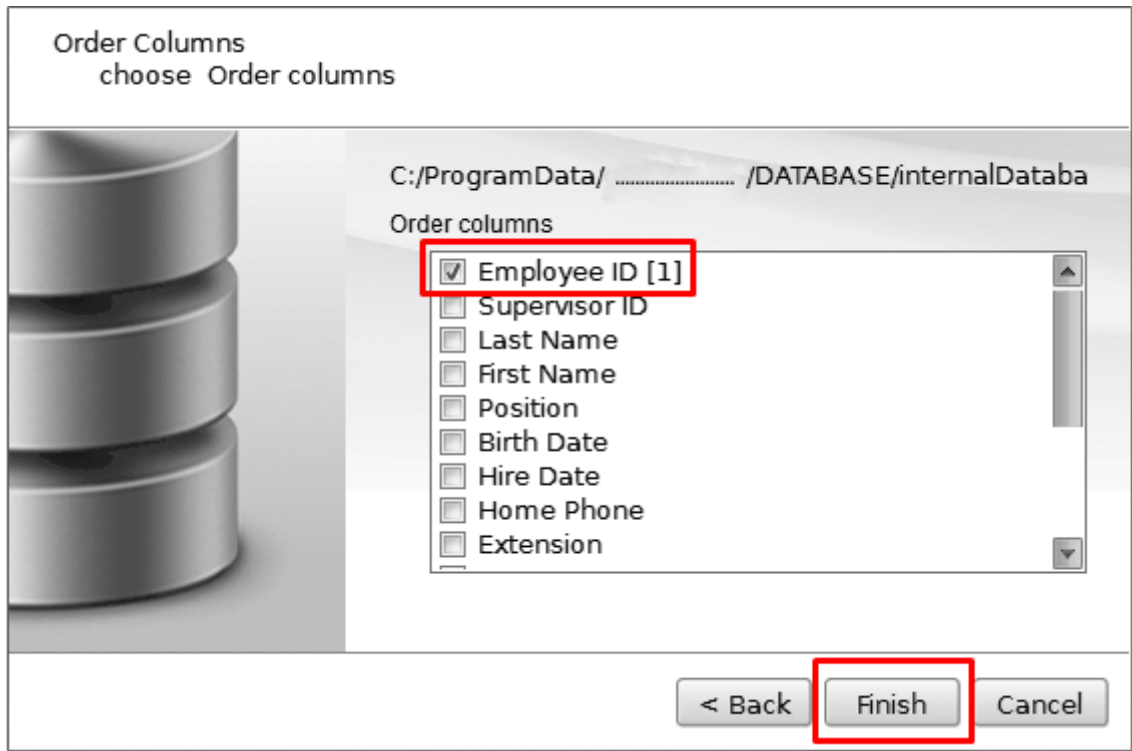 Order Columns
choose Order columns
C:/ProgramData/ ........................... /DATABASE/internalDataba
Order columns
Employee ID [1]
Supervisor ID
Last Name
First Name
Position
Birth Date
Hire Date
Home Phone
Extension
< Back Finish Cancel